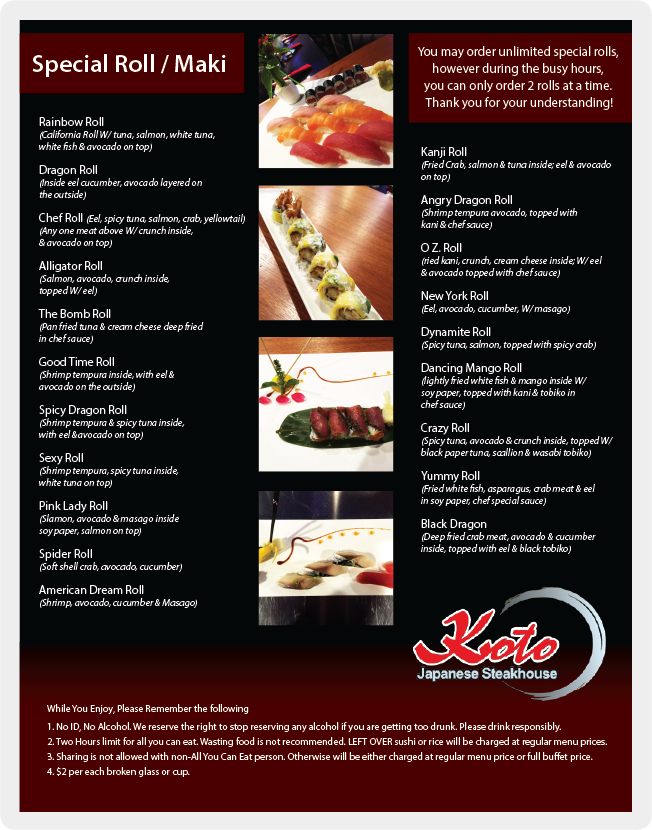 Special Roll / Maki
Rainbow Roll
(California Roll W/ tuna, salmon, white tuna,
white fish & avocado on top)
Dragon Roll
(Inside eel cucumber, avocado layered on
the outside)
Chef Roll (Eel, spicy tuna, salmon, crab, yellowtail)
(Any one meat above W/ crunch inside,
& avocado on top)
Alligator Roll
(Salmon, avocado, crunch inside,
topped W/ eel)
The Bomb Roll
(Pan fried tuna & cream cheese deep fried
in chef sauce)
Good Time Roll
(Shrimp tempura inside, with eel &
avocado on the outside)
Spicy Dragon Roll
(Shrimp tempura & spicy tuna inside,
with eel &avocado on top)
Sexy Roll
(Shrimp tempura, spicy tuna inside,
white tuna on top)
Pink Lady Roll
(Slamon, avocado & masago inside
soy paper, salmon on top)
Spider Roll
(Soft shell crab, avocado, cucumber)
American Dream Roll
(Shrimp, avocado, cucumber & Masago)
You may order unlimited special rolls,
however during the busy hours,
you can only order 2 rolls at a time.
Thank you for your understanding!
Kanji Roll
(Fried Crab, salmon & tuna inside; eel & avocado
on top)
Angry Dragon Roll
(Shrimp tempura avocado, topped with
kani & chef sauce)
O Z. Roll
(ried kani, crunch, cream cheese inside; W/ eel
& avocado topped with chef sauce)
New York Roll
(Eel, avocado, cucumber, W/ masago)
Dynamite Roll
(Spicy tuna, salmon, topped with spicy crab)
Dancing Mango Roll
(lightly fried white fish & mango inside W/
soy paper, topped with kani & tobiko in
chef sauce)
Crazy Roll
(Spicy tuna, avocado & crunch inside, topped W/
black paper tuna, scallion & wasabi tobiko)
Yummy Roll
(Fried white fish, asparagus, crab meat & eel
in soy paper, chef special sauce)
Black Dragon
(Deep fried crab meat, avocado & cucumber
inside, topped with eel & black tobiko)
Koto
Japanese Steakhouse
While You Enjoy, Please Remember the following
1. No ID, No Alcohol. We reserve the right to stop reserving any alcohol if you are getting too drunk. Please drink responsibly.
2. Two Hours limit for all you can eat. Wasting food is not recommended. LEFT OVER sushi or rice will be charged at regular menu prices.
3. Sharing is not allowed with non-All You Can Eat person. Otherwise will be either charged at regular menu price or full buffet price.
4. $2 per each broken glass or cup.